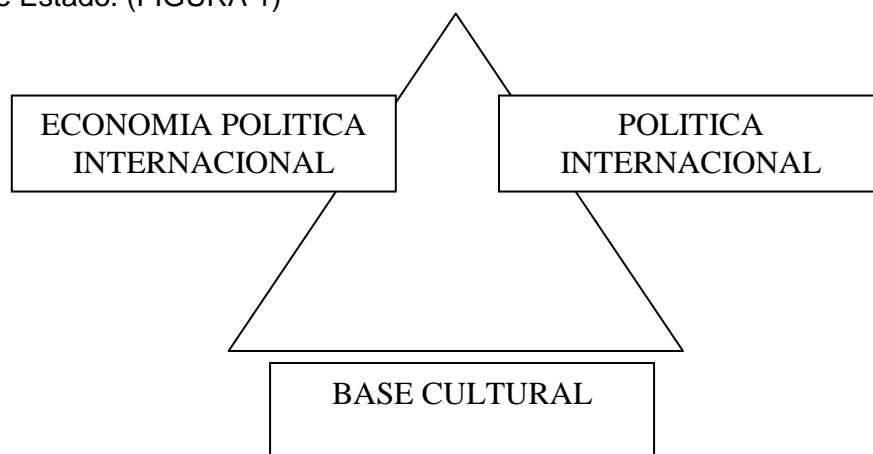 Estado. (FIGURA 1)
ECONOMIA POLITICA
INTERNACIONAL
POLITICA
INTERNACIONAL
BASE CULTURAL